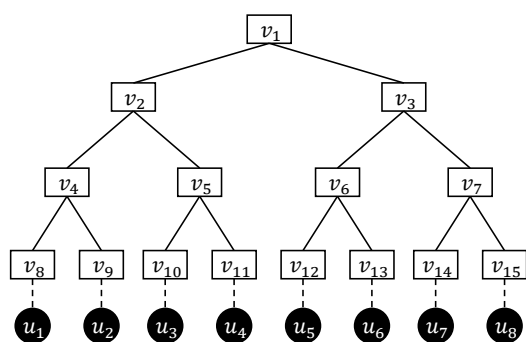 v₁
v₂ v₃
v₄ v₅ v₆ v₇
v₈ v₉ v₁₀ v₁₁ v₁₂ v₁₃ v₁₄ v₁₅
u₁ u₂ u₃ u₄ u₅ u₆ u₇ u₈